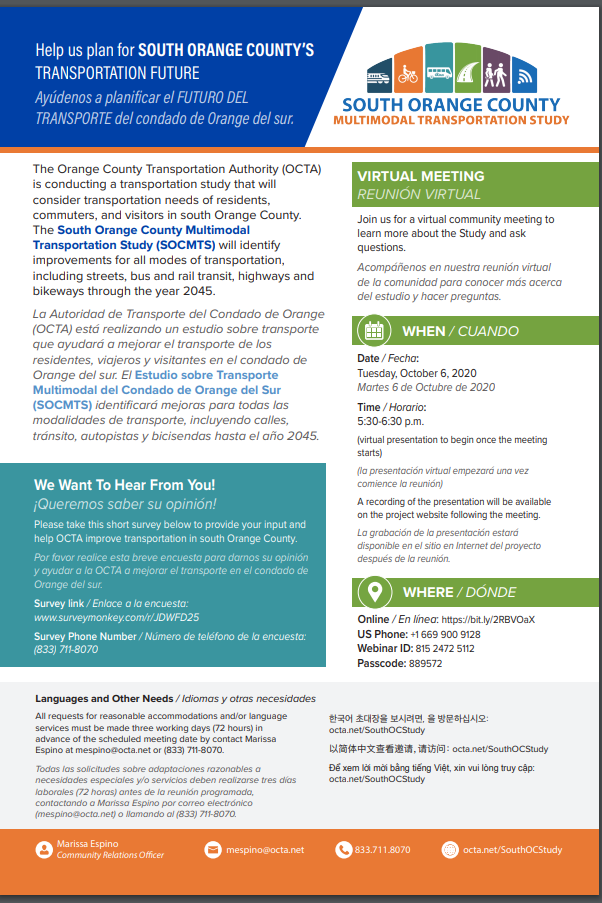 Help us plan for SOUTH ORANGE COUNTY'S
TRANSPORTATION FUTURE
Ayúdenos a planificar el FUTURO DEL
TRANSPORTE del condado de Orange del sur.
SOUTH ORANGE COUNTY
MULTIMODAL TRANSPORTATION STUDY
The Orange County Transportation Authority (OCTA)
is conducting a transportation study that will
consider transportation needs of residents,
commuters, and visitors in south Orange County.
The South Orange County Multimodal
Transportation Study (SOCMTS) will identify
improvements for all modes of transportation,
including streets, bus and rail transit, highways and
bikeways through the year 2045.
La Autoridad de Transporte del Condado de Orange
(OCTA) está realizando un estudio sobre transporte
que ayudará a mejorar el transporte de los
residentes, viajeros y visitantes en el condado de
Orange del sur. El Estudio sobre Transporte
Multimodal del Condado de Orange del Sur
(SOCMTS) identificará mejoras para todas las
modalidades de transporte, incluyendo calles,
tránsito, autopistas y bicisendas hasta el año 2045.
We Want To Hear From You!
¡Queremos saber su opinión!
Please take this short survey below to provide your input and
help OCTA improve transportation in south Orange County.
Por favor realice esta breve encuesta para darnos su opinión
y ayudar a la OCTA a mejorar el transporte en el condado de
Orange del sur.
Survey link / Enlace a la encuesta:
www.surveymonkey.com/r/JDWFD25
Survey Phone Number / Número de teléfono de la encuesta:
(833) 711-8070
VIRTUAL MEETING
REUNIÓN VIRTUAL
Join us for a virtual community meeting to
learn more about the Study and ask
questions.
Acompáñenos en nuestra reunión virtual
de la comunidad para conocer más acerca
del estudio y hacer preguntas.
WHEN / CUANDO
Date / Fecha:
Tuesday, October 6, 2020
Martes 6 de Octubre de 2020
Time / Horario:
5:30-6:30 p.m.
(virtual presentation to begin once the meeting
starts)
(la presentación virtual empezará una vez
comience la reunión)
A recording of the presentation will be available
on the project website following the meeting.
La grabación de la presentación estará
disponible en el sitio en Internet del proyecto
después de la reunión.
WHERE / DÓNDE
Online / En línea: https://bit.ly/2RBVOaX
US Phone: +1 669 900 9128
Webinar ID: 815 2472 5112
Passcode: 889572
Languages and Other Needs / Idiomas y otras necesidades
All requests for reasonable accommodations and/or language
services must be made three working days (72 hours) in
advance of the scheduled meeting date by contact Marissa
Espino at mespino@octa.net or (833) 711-8070.
Todas las solicitudes sobre adaptaciones razonables a
necesidades especiales y/o servicios deben realizarse tres días
laborales (72 horas) antes de la reunión programada,
contactando a Marissa Espino por correo electrónico
(mespino@octa.net) o llamando al (833) 711-8070.
한국어 초대장을 보시려면, 을 방문하십시오:
octa.net/SouthOCStudy
以简体中文查看邀请, 请访问: octa.net/SouthOCStudy
Để xem lời mời bằng tiếng Việt, xin vui lòng truy cập:
octa.net/SouthOCStudy
Marissa Espino
Community Relations Officer
mespino@octa.net
833.711.8070
octa.net/SouthOCStudy